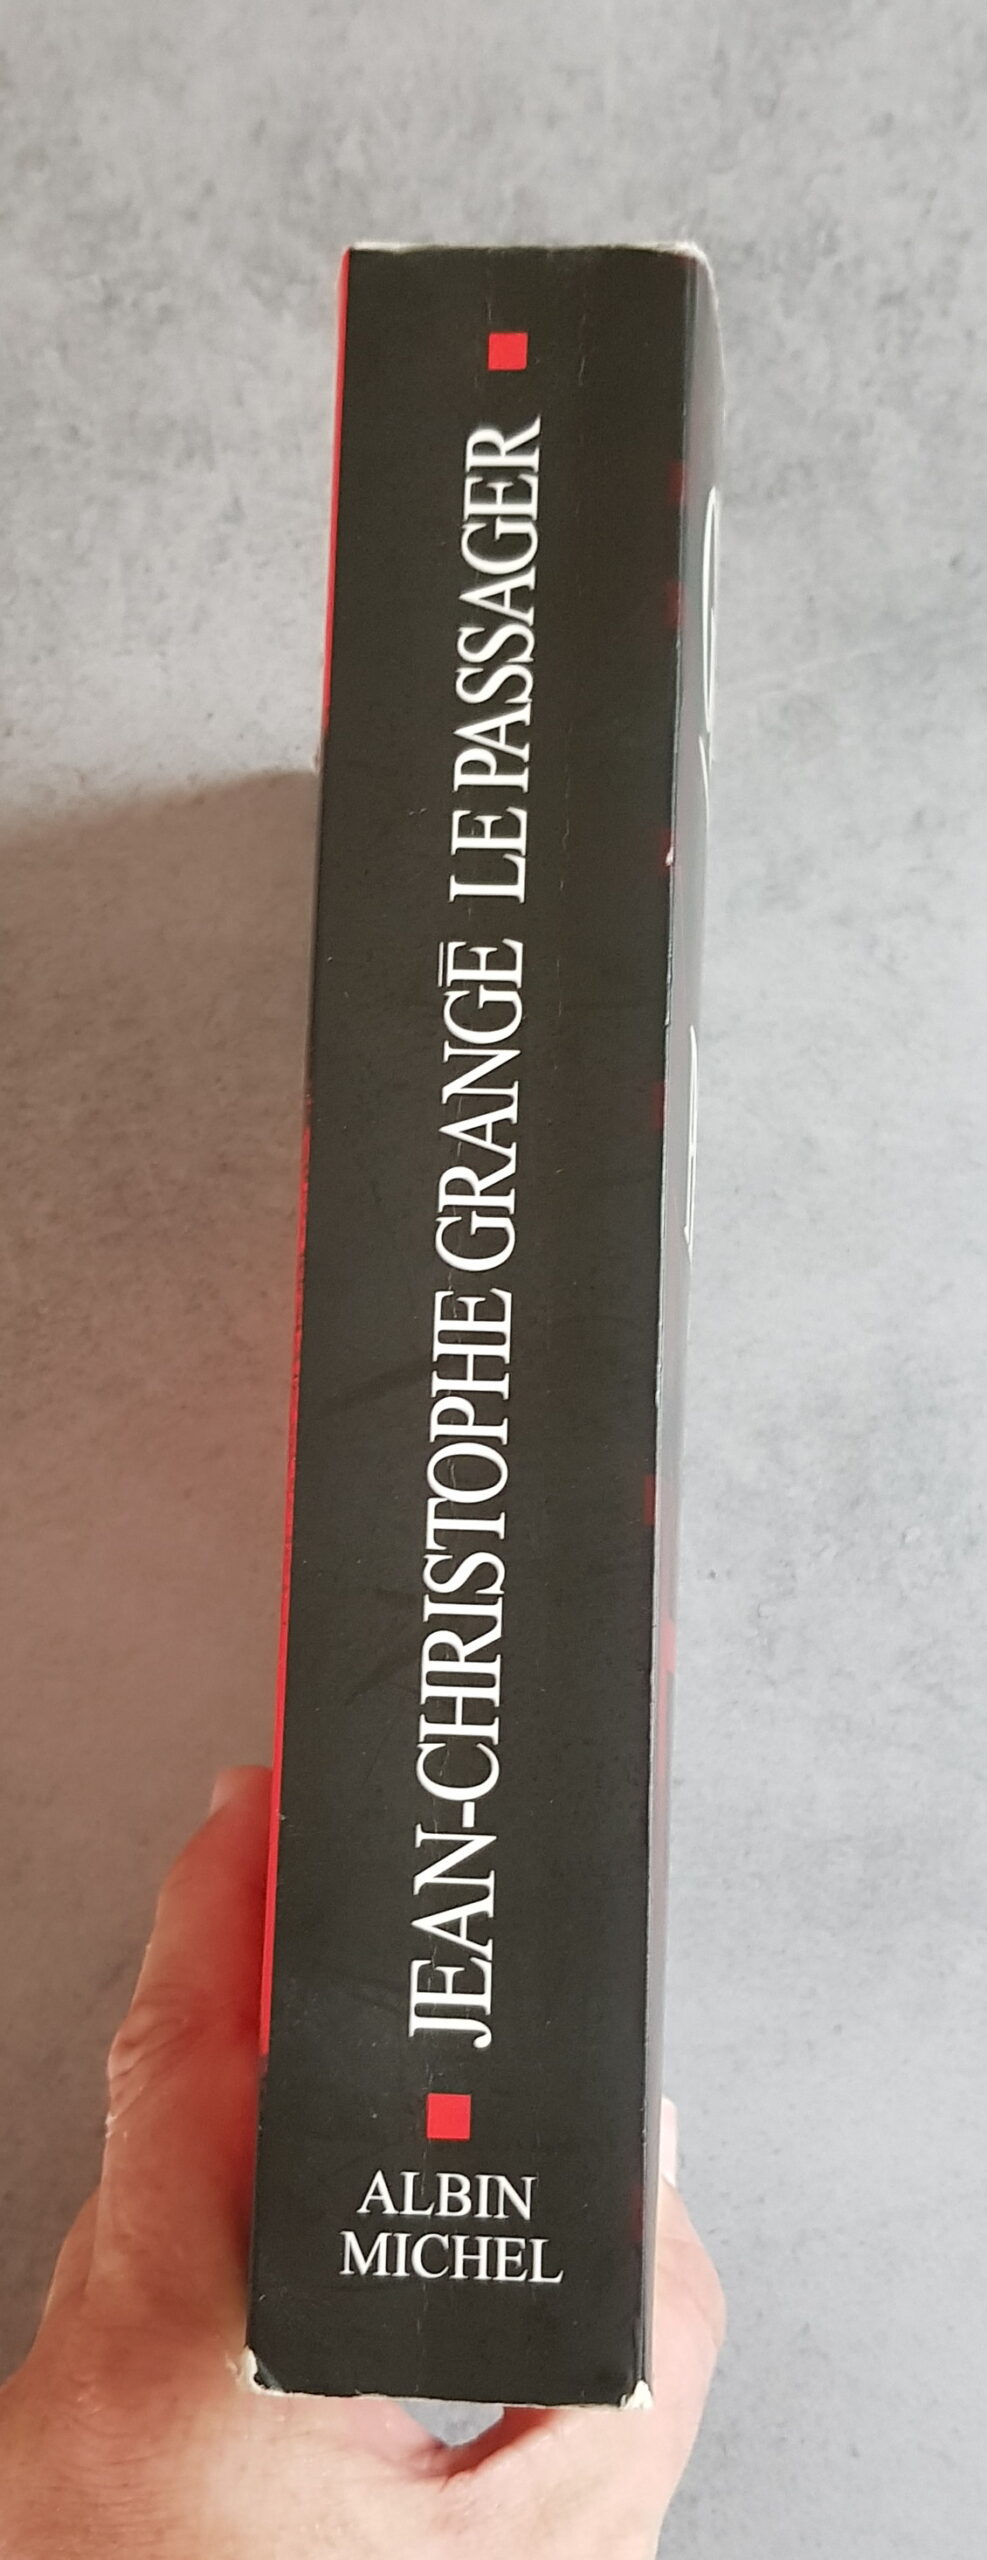 JEAN-CHRISTOPHE GRANGÉ LE PASSAGER
ALBIN
MICHEL